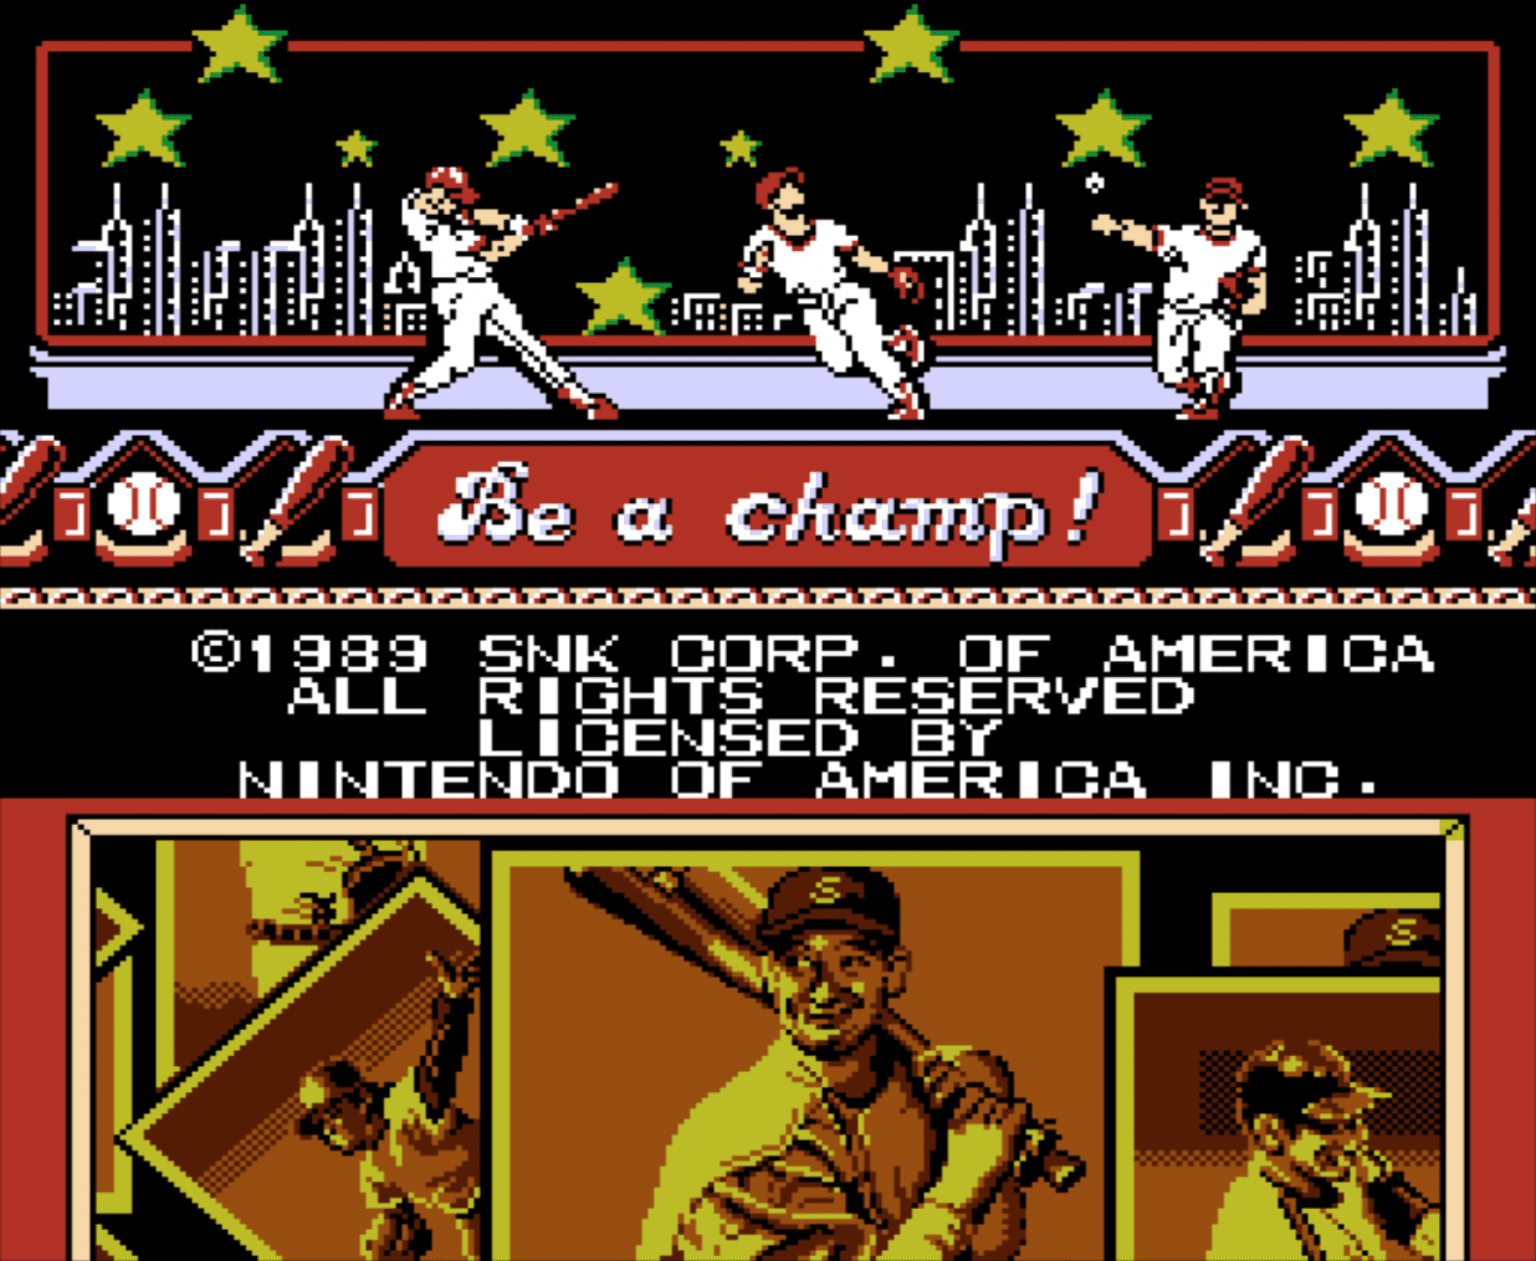 Be a champ!
©1989 SNK CORP. OF AMERICA
ALL RIGHTS RESERVED
LICENSED BY
NINTENDO OF AMERICA INC.
S
S